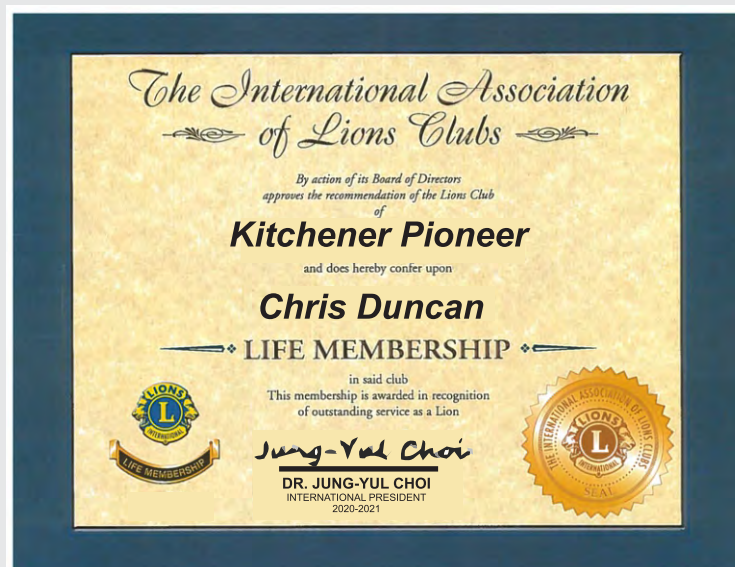 The International Association
of Lions Clubs
By action of its Board of Directors
approves the recommendation of the Lions Club
of
Kitchener Pioneer
and does hereby confer upon
Chris Duncan
LIFE MEMBERSHIP
in said club
This membership is awarded in recognition
of outstanding service as a Lion
LIONS
L
INTERNATIONAL
LIFE MEMBERSHIP
Jung-Yul Choi
DR. JUNG-YUL CHOI
INTERNATIONAL PRESIDENT
2020-2021
THE INTERNATIONAL ASSOCIATION OF LIONS CLUBS
LIONS
L
INTERNATIONAL
SEAL